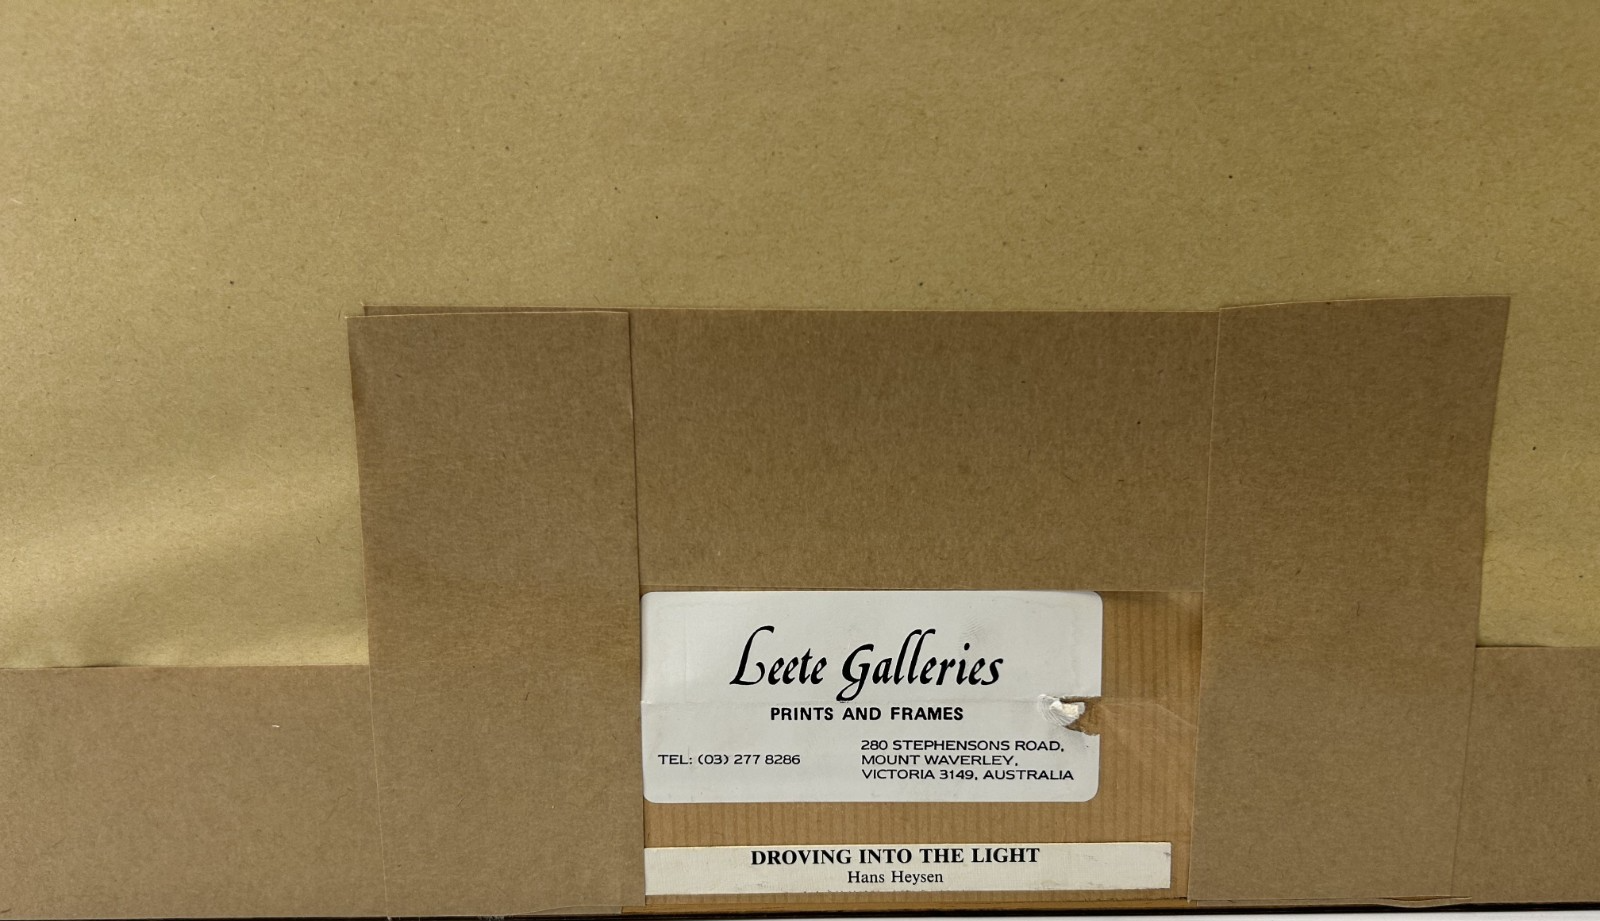 Leete Galleries
PRINTS AND FRAMES
TEL: (03) 277 8286
280 STEPHENSONS ROAD,
MOUNT WAVERLEY,
VICTORIA 3149, AUSTRALIA
DROVING INTO THE LIGHT
Hans Heysen